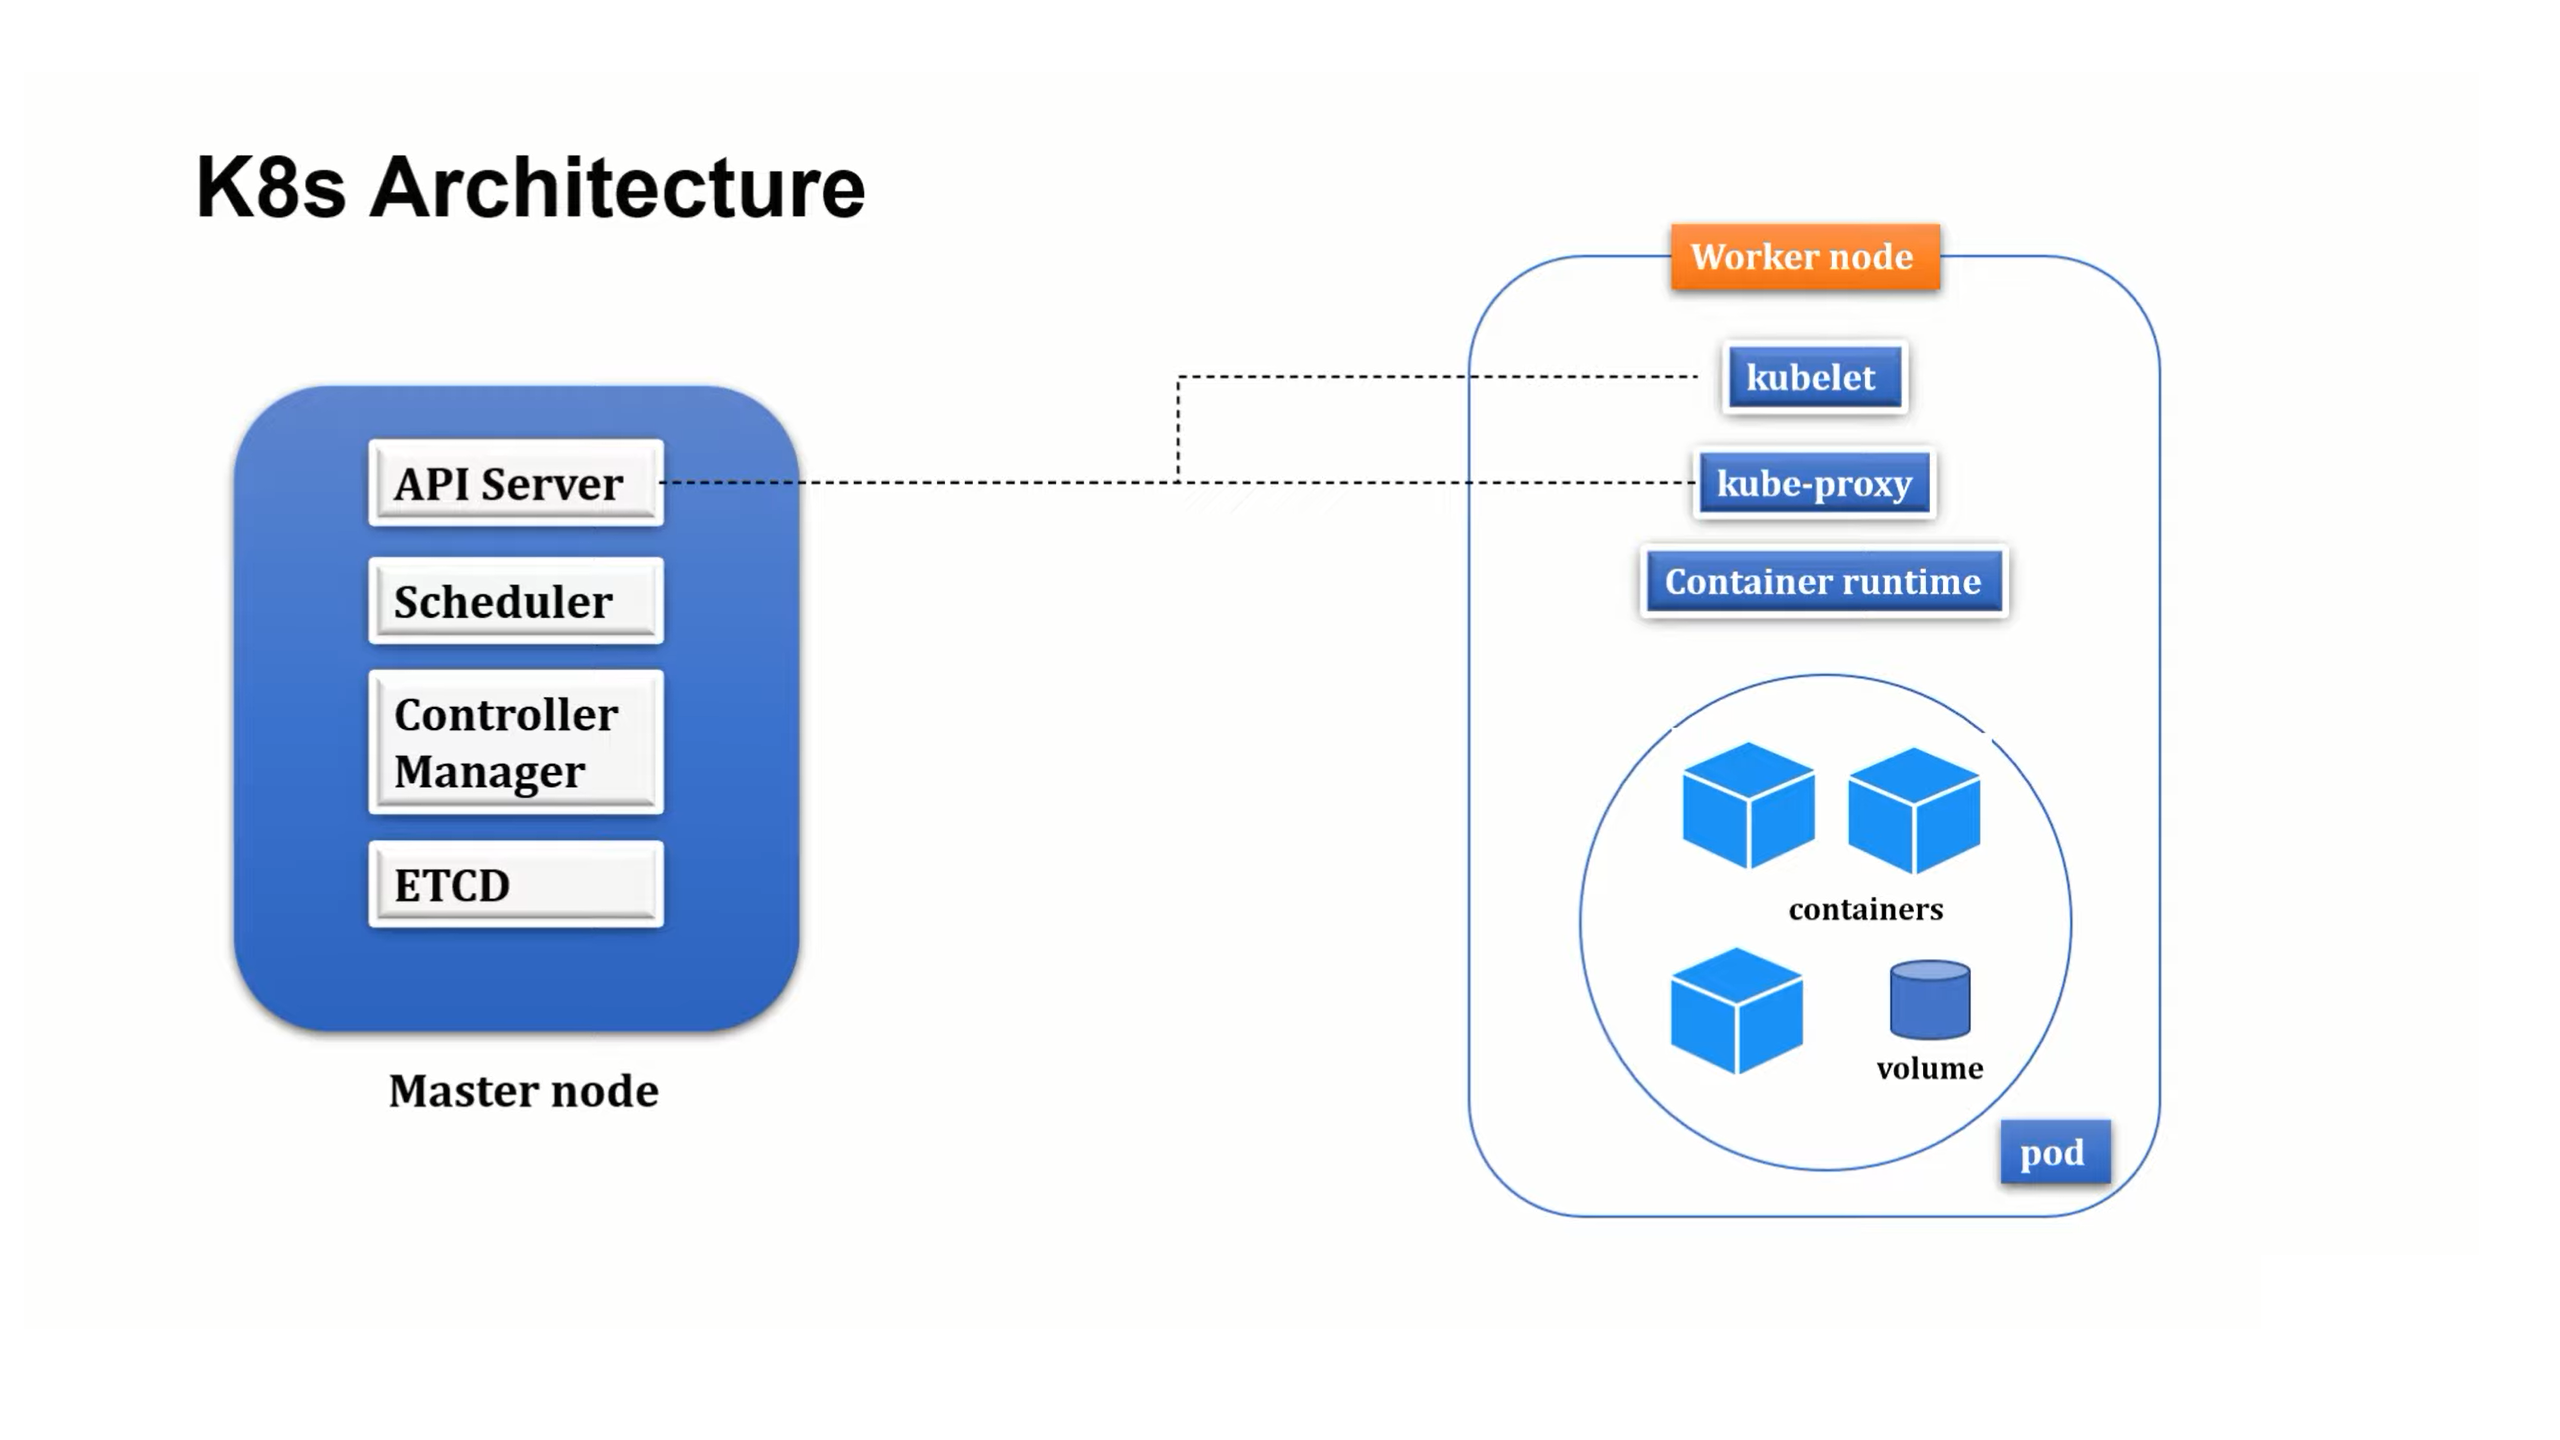 K8s Architecture
API Server
Scheduler
Controller
Manager
ETCD
Master node
Worker node
kubelet
kube-proxy
Container runtime
containers
volume
pod